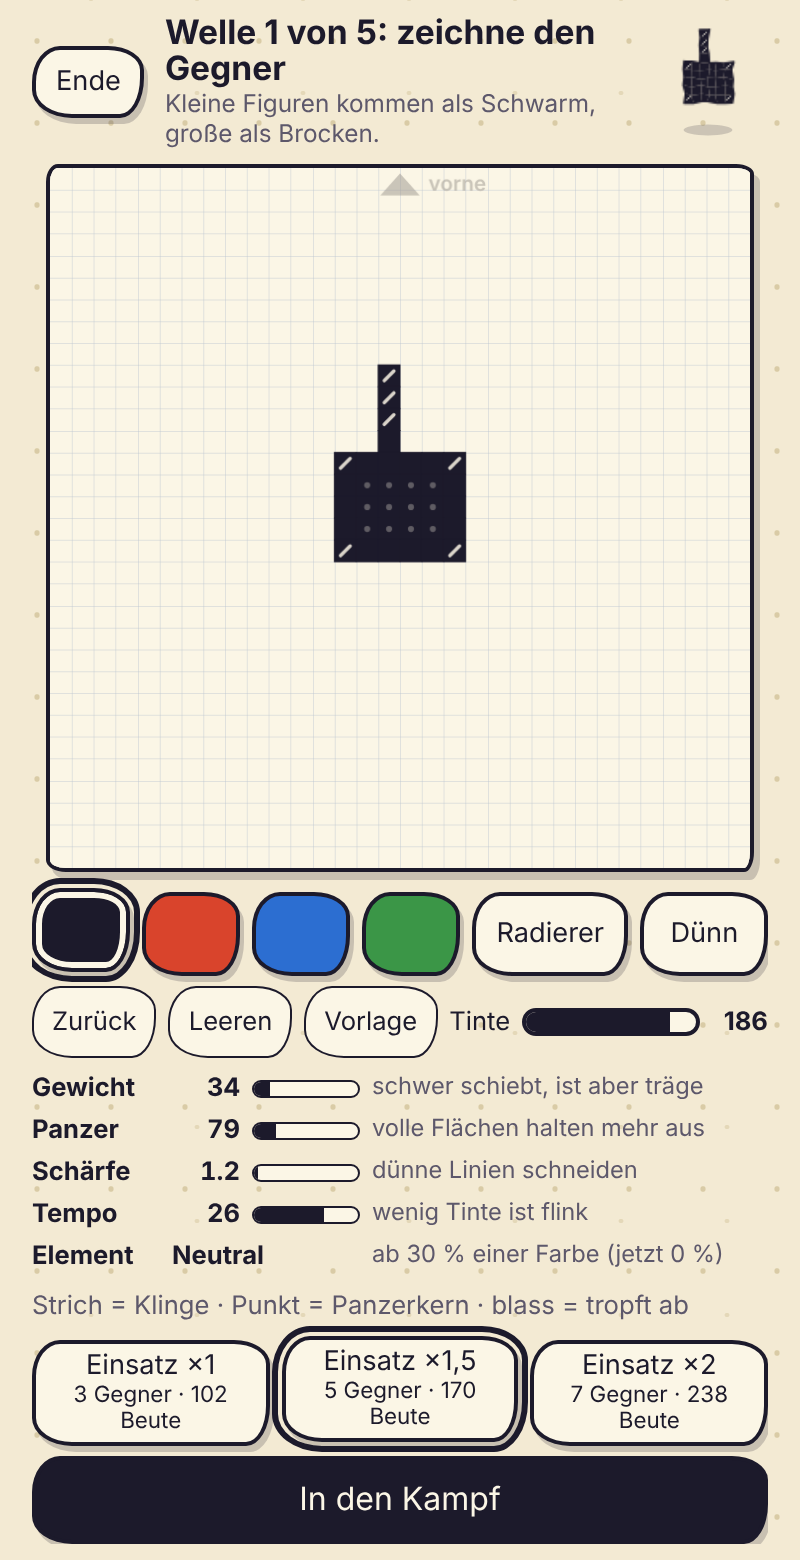 Ende
Welle 1 von 5: zeichne den
Gegner
Kleine Figuren kommen als Schwarm,
große als Brocken.
vorne
Radierer
Dünn
Zurück
Leeren
Vorlage
Tinte
186
Gewicht 34 schwer schiebt, ist aber träge
Panzer 79 volle Flächen halten mehr aus
Schärfe 1.2 dünne Linien schneiden
Tempo 26 wenig Tinte ist flink
Element Neutral ab 30 % einer Farbe (jetzt 0 %)
Strich = Klinge · Punkt = Panzerkern · blass = tropft ab
Einsatz ×1
3 Gegner · 102
Beute
Einsatz ×1,5
5 Gegner · 170
Beute
Einsatz ×2
7 Gegner · 238
Beute
In den Kampf